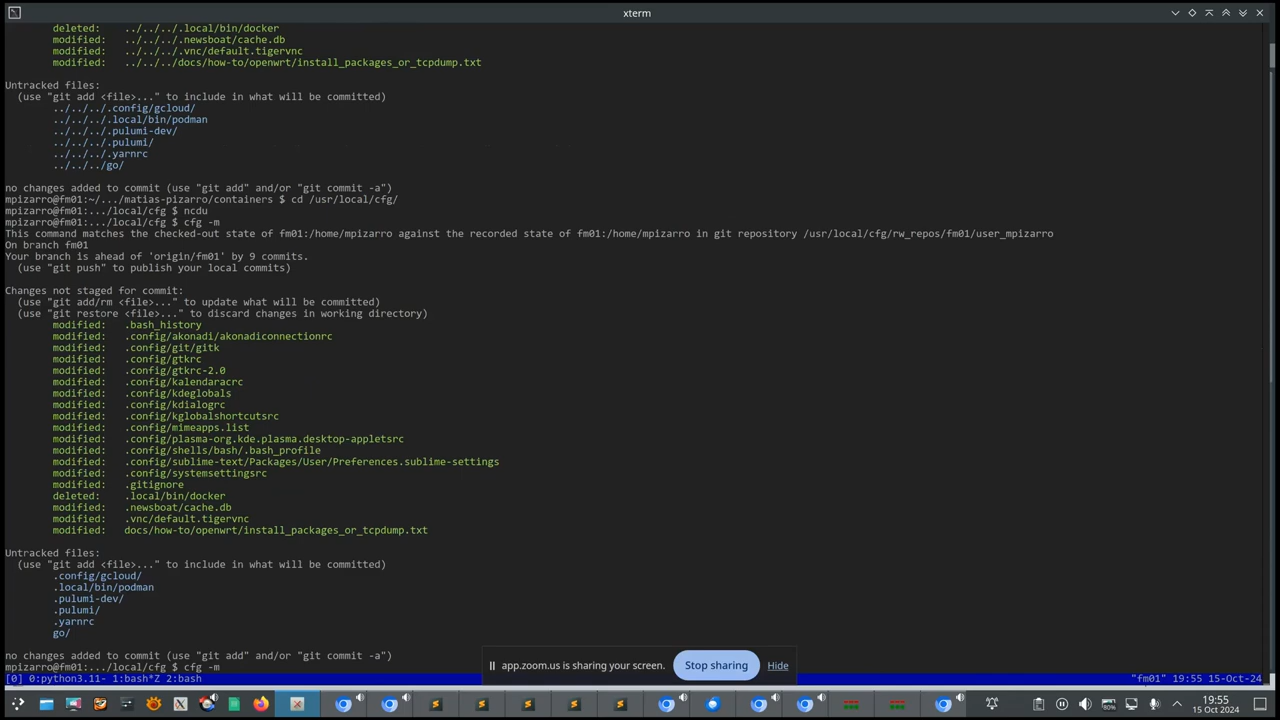 xterm
deleted:    ../../../.local/bin/docker
modified:   ../../../.newsboat/cache.db
modified:   ../../../.vnc/default.tigervnc
modified:   ../../../docs/how-to/openwrt/install_packages_or_tcpdump.txt
Untracked files:
(use "git add <file>..." to include in what will be committed)
../../../.config/gcloud/
../../../.local/bin/podman
../../../.pulumi-dev/
../../../.pulumi/
../../../.yarnrc
../../../go/
no changes added to commit (use "git add" and/or "git commit -a")
mpizarro@fm01:~/.../matias-pizarro/containers $ cd /usr/local/cfg/
mpizarro@fm01:.../local/cfg $ ncdu
mpizarro@fm01:.../local/cfg $ cfg -m
This command matches the checked-out state of fm01:/home/mpizarro against the recorded state of fm01:/home/mpizarro in git repository /usr/local/cfg/rw_repos/fm01/user_mpizarro
On branch fm01
Your branch is ahead of 'origin/fm01' by 9 commits.
(use "git push" to publish your local commits)
Changes not staged for commit:
(use "git add/rm <file>..." to update what will be committed)
(use "git restore <file>..." to discard changes in working directory)
modified:   .bash_history
modified:   .config/akonadi/akonadiconnectionrc
modified:   .config/git/gitk
modified:   .config/gtkrc
modified:   .config/gtkrc-2.0
modified:   .config/kalendaracrc
modified:   .config/kdeglobals
modified:   .config/kdialogrc
modified:   .config/kglobalshortcutsrc
modified:   .config/mimeapps.list
modified:   .config/plasma-org.kde.plasma.desktop-appletsrc
modified:   .config/shells/bash/.bash_profile
modified:   .config/sublime-text/Packages/User/Preferences.sublime-settings
modified:   .config/systemsettingsrc
modified:   .gitignore
deleted:    .local/bin/docker
modified:   .newsboat/cache.db
modified:   .vnc/default.tigervnc
modified:   docs/how-to/openwrt/install_packages_or_tcpdump.txt
Untracked files:
(use "git add <file>..." to include in what will be committed)
.config/gcloud/
.local/bin/podman
.pulumi-dev/
.pulumi/
.yarnrc
go/
no changes added to commit (use "git add" and/or "git commit -a")
mpizarro@fm01:.../local/cfg $ cfg -m
app.zoom.us is sharing your screen. Stop sharing Hide
[0] 0:python3.11- 1:bash*Z 2:bash "fm01" 19:55 15-Oct-24
80%
19:55
15 Oct 2024